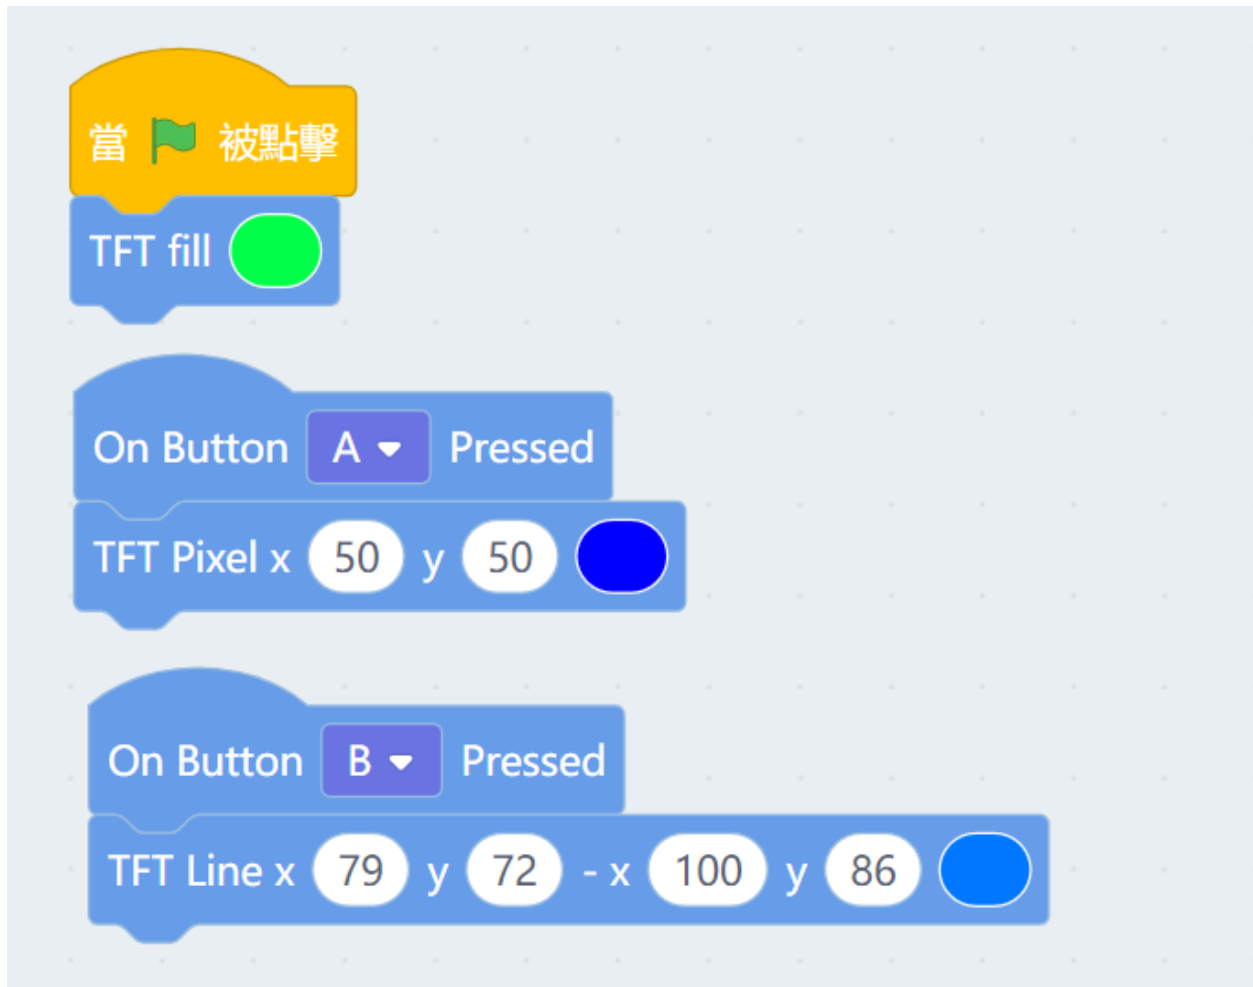 當 被點擊
TFT fill
On Button A Pressed
TFT Pixel x 50 y 50
On Button B Pressed
TFT Line x 79 y 72 - x 100 y 86